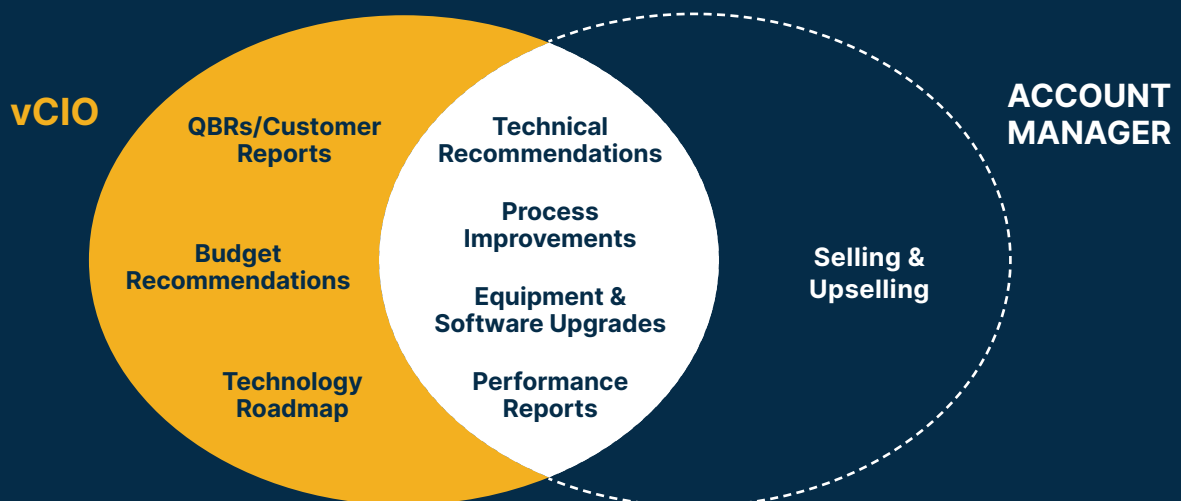 vCIO
QBRs/Customer
Reports
Budget
Recommendations
Technology
Roadmap
Technical
Recommendations
Process
Improvements
Equipment &
Software Upgrades
Performance
Reports
ACCOUNT
MANAGER
Selling &
Upselling